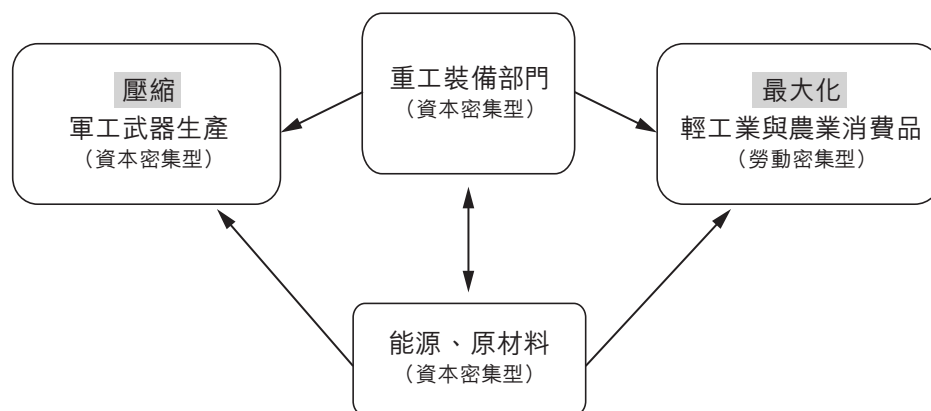 壓縮
軍工武器生產
（資本密集型）
重工裝備部門
（資本密集型）
最大化
輕工業與農業消費品
（勞動密集型）
能源、原材料
（資本密集型）